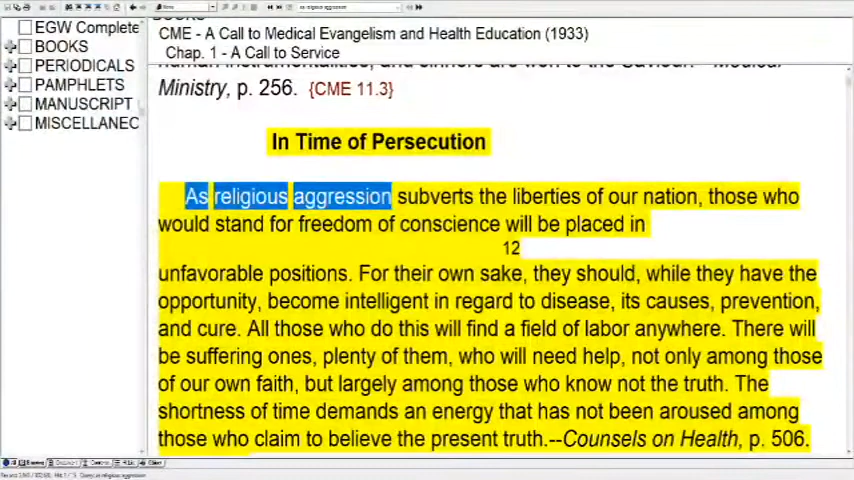 EGW Complete
BOOKS
PERIODICALS
PAMPHLETS
MANUSCRIPT
MISCELLANEC
CME - A Call to Medical Evangelism and Health Education (1933)
Chap. 1 - A Call to Service
Ministry, p. 256. {CME 11.3}
In Time of Persecution
As religious aggression subverts the liberties of our nation, those who
would stand for freedom of conscience will be placed in
12
unfavorable positions. For their own sake, they should, while they have the
opportunity, become intelligent in regard to disease, its causes, prevention,
and cure. All those who do this will find a field of labor anywhere. There will
be suffering ones, plenty of them, who will need help, not only among those
of our own faith, but largely among those who know not the truth. The
shortness of time demands an energy that has not been aroused among
those who claim to believe the present truth.--Counsels on Health, p. 506.